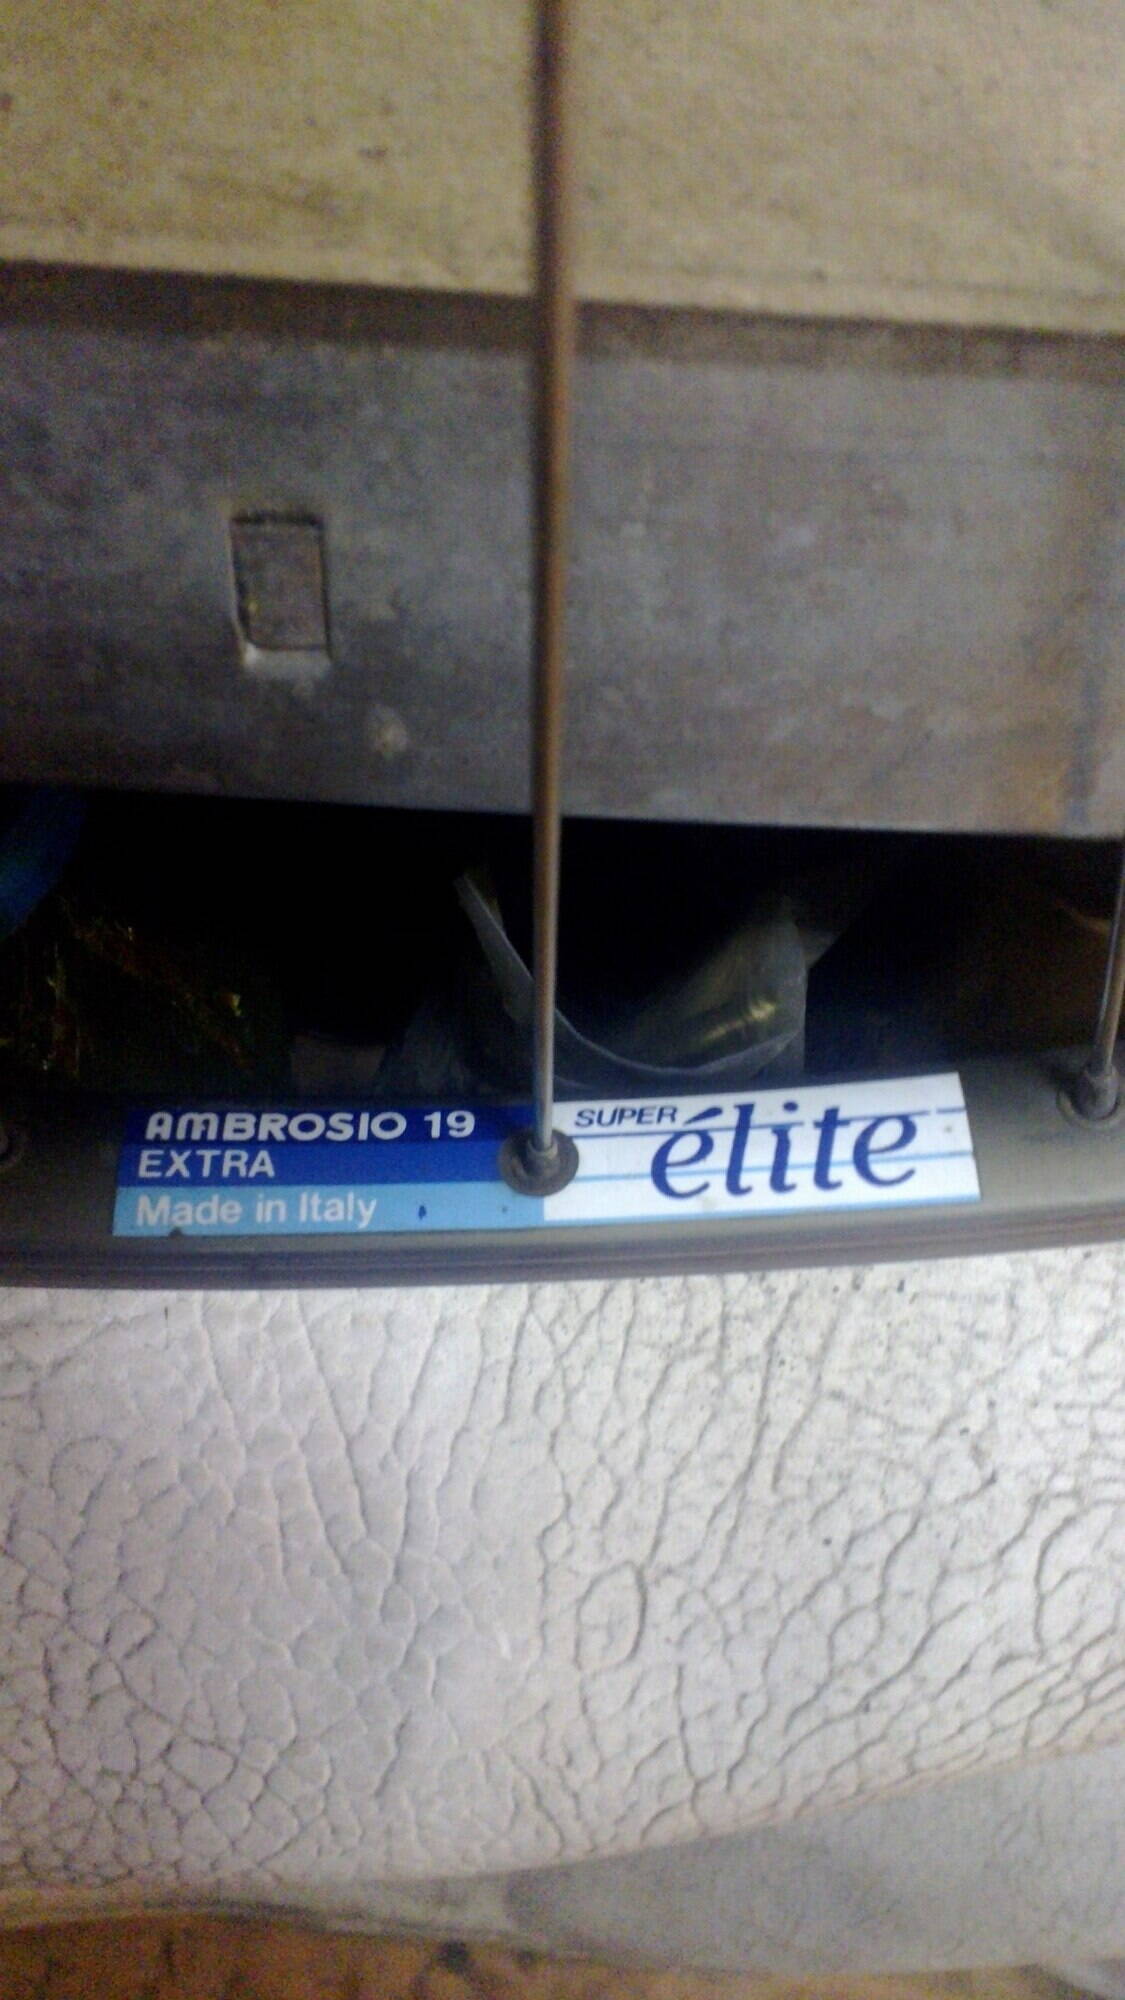 AMBROSIO 19
EXTRA
Made in Italy
SUPER
élite